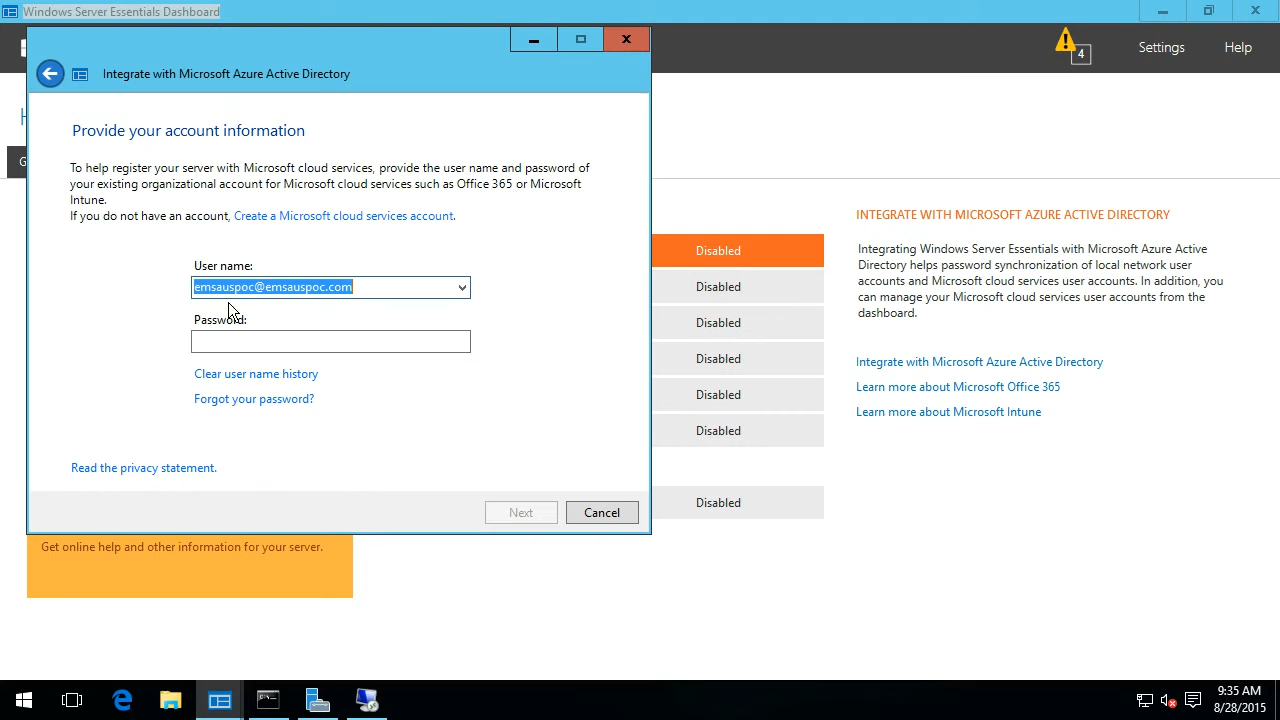 Windows Server Essentials Dashboard
4
Settings
Help
Integrate with Microsoft Azure Active Directory
Provide your account information
To help register your server with Microsoft cloud services, provide the user name and password of
your existing organizational account for Microsoft cloud services such as Office 365 or Microsoft
Intune.
If you do not have an account, Create a Microsoft cloud services account.
User name:
emsauspoc@emsauspoc.com
Password:
Clear user name history
Forgot your password?
Read the privacy statement.
Next
Cancel
Disabled
Disabled
Disabled
Disabled
Disabled
Disabled
Disabled
INTEGRATE WITH MICROSOFT AZURE ACTIVE DIRECTORY
Integrating Windows Server Essentials with Microsoft Azure Active
Directory helps password synchronization of local network user
accounts and Microsoft cloud services user accounts. In addition, you
can manage your Microsoft cloud services user accounts from the
dashboard.
Integrate with Microsoft Azure Active Directory
Learn more about Microsoft Office 365
Learn more about Microsoft Intune
Get online help and other information for your server.
9:35 AM
8/28/2015